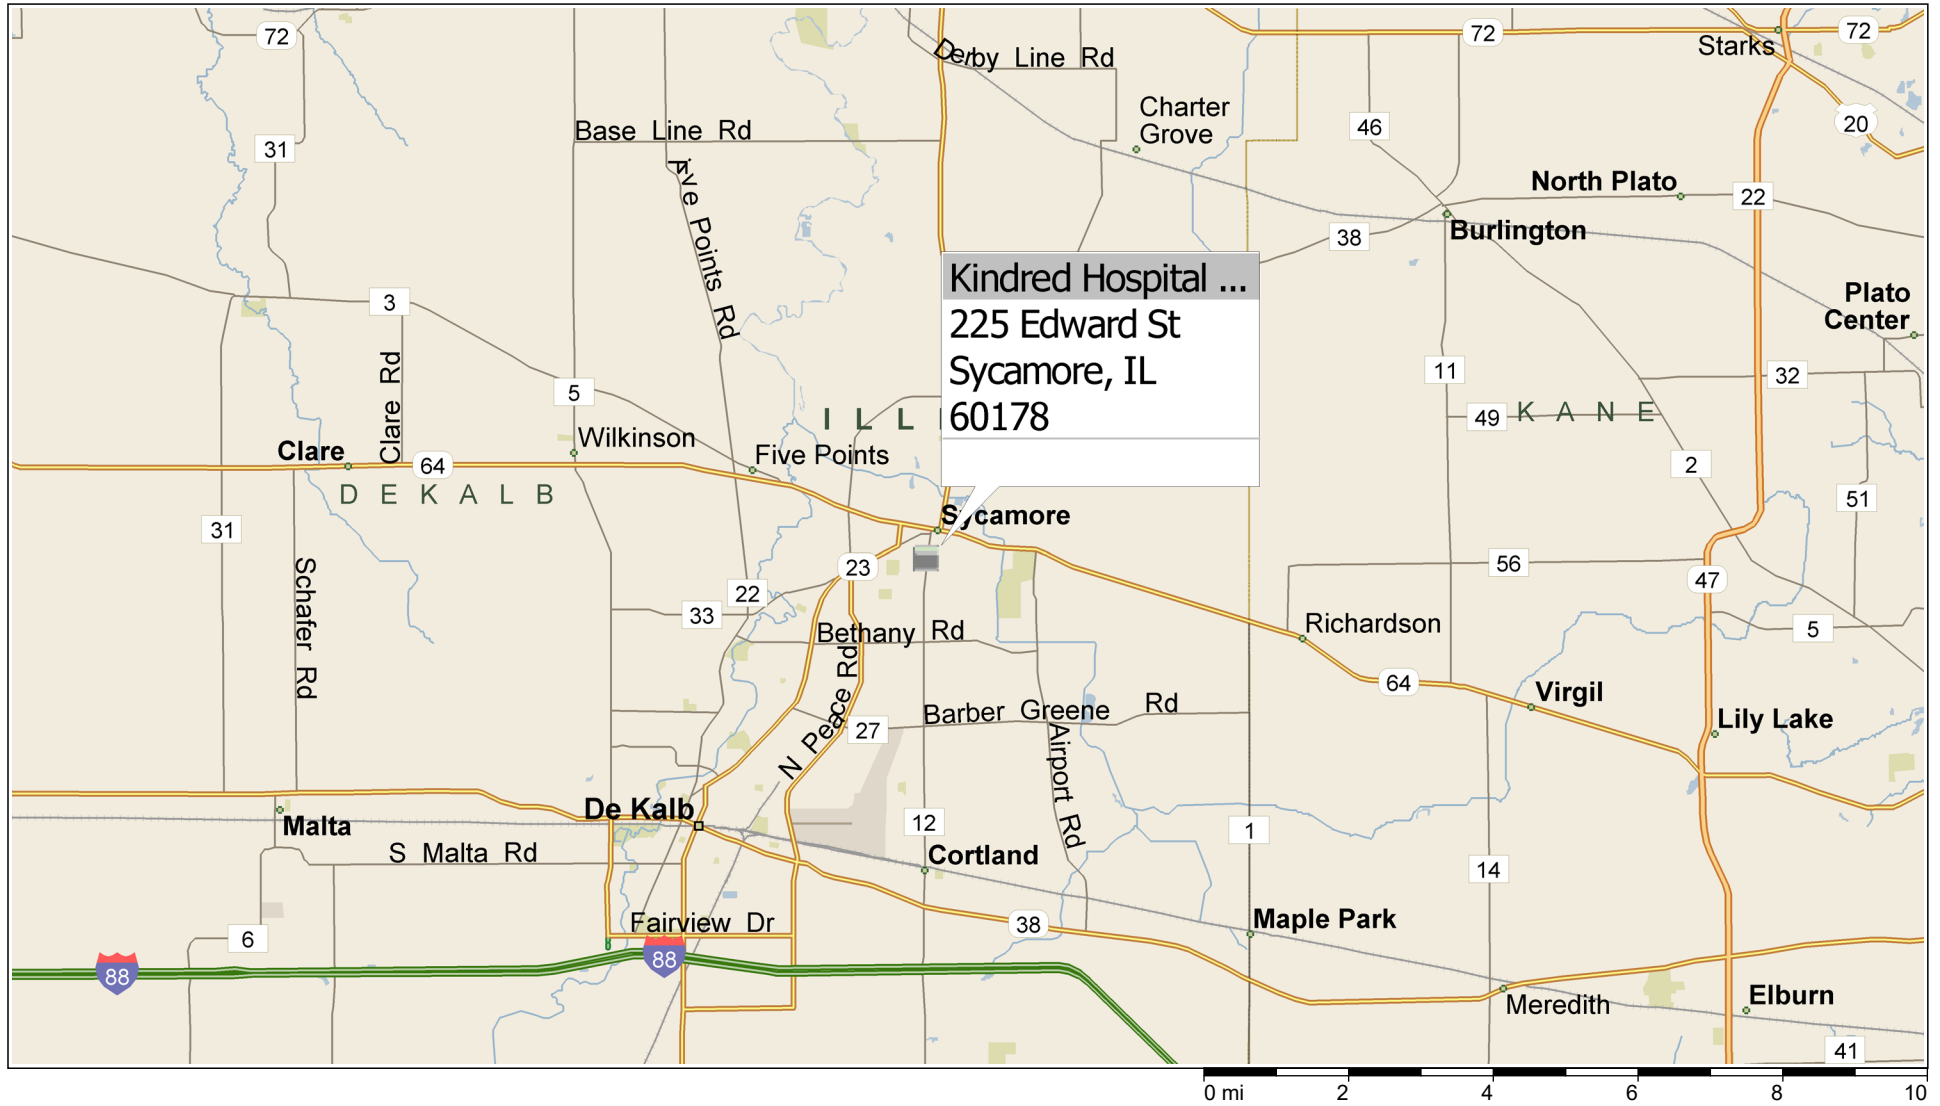 72
72
72
Starks
Derby Line Rd
Charter
Grove
20
46
Base Line Rd
31
North Plato
22
Ave Points Rd
38
Burlington
Kindred Hospital ...
225 Edward St
Sycamore, IL
60178
Plato
Center
3
Clare Rd
5
11
32
I L L I
49
K A N E
Wilkinson
Clare
64
Five Points
2
D E K A L B
51
Sycamore
31
23
56
47
Schafer Rd
22
33
Bethany Rd
Richardson
5
N Peace Rd
64
Virgil
Barber Greene Rd
27
Lily Lake
Airport Rd
De Kalb
Malta
12
1
S Malta Rd
Cortland
14
Fairview Dr
38
Maple Park
6
88
88
Meredith
Elburn
41
0 mi 2 4 6 8 10